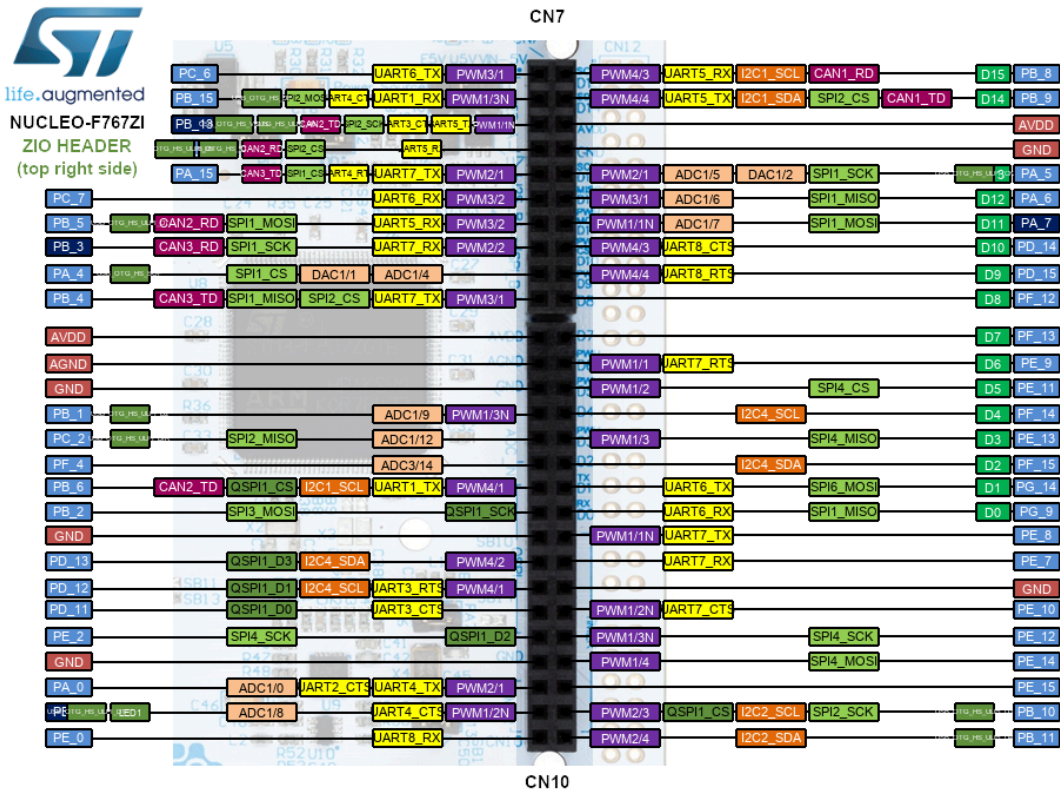 CN7
ST
life.augmented
NUCLEO-F767ZI
ZIO HEADER
(top right side)
PC_6 UART6_TX PWM3/1 PWM4/3 UART5_RX I2C1_SCL CAN1_RD D15 PB_8
PB_15 UART1_RX PWM1/3N PWM4/4 UART5_TX I2C1_SDA SPI2_CS CAN1_TD D14 PB_9
PB_13 CAN2_TD SPI2_SCK PWM1/1N AVDD
CAN2_RD SPI2_CS GND
PA_15 CAN3_TD SPI1_CS UART7_TX PWM2/1 PWM2/1 ADC1/5 DAC1/2 SPI1_SCK PA_5
PC_7 UART6_RX PWM3/2 PWM3/1 ADC1/6 SPI1_MISO D12 PA_6
PB_5 CAN2_RD SPI1_MOSI UART5_RX PWM3/2 PWM1/1N ADC1/7 SPI1_MOSI D11 PA_7
PB_3 CAN3_RD SPI1_SCK UART7_RX PWM2/2 PWM4/3 UART8_CTS D10 PD_14
PA_4 SPI1_CS DAC1/1 ADC1/4 PWM4/4 UART8_RTS D9 PD_15
PB_4 CAN3_TD SPI1_MISO SPI2_CS UART7_TX PWM3/1 D8 PF_12
AVDD D7 PF_13
AGND PWM1/1 UART7_RTS D6 PE_9
GND PWM1/2 SPI4_CS D5 PE_11
PB_1 ADC1/9 PWM1/3N I2C4_SCL D4 PF_14
PC_2 SPI2_MISO ADC1/12 PWM1/3 SPI4_MISO D3 PE_13
PF_4 ADC3/14 I2C4_SDA D2 PF_15
PB_6 CAN2_TD QSPI1_CS I2C1_SCL UART1_TX PWM4/1 UART6_TX SPI6_MOSI D1 PG_14
PB_2 SPI3_MOSI QSPI1_SCK UART6_RX SPI1_MISO D0 PG_9
GND PWM1/1N UART7_TX PE_8
PD_13 QSPI1_D3 I2C4_SDA PWM4/2 UART7_RX PE_7
PD_12 QSPI1_D1 I2C4_SCL UART3_RTS PWM4/1 GND
PD_11 QSPI1_D0 UART3_CTS PWM1/2N UART7_CTS PE_10
PE_2 SPI4_SCK QSPI1_D2 PWM1/3N SPI4_SCK PE_12
GND PWM1/4 SPI4_MOSI PE_14
PA_0 ADC1/0 UART2_CTS UART4_TX PWM2/1 PE_15
LED1 ADC1/8 UART4_CTS PWM1/2N PWM2/3 QSPI1_CS I2C2_SCL SPI2_SCK PB_10
PE_0 UART8_RX PWM2/4 I2C2_SDA PB_11
CN10